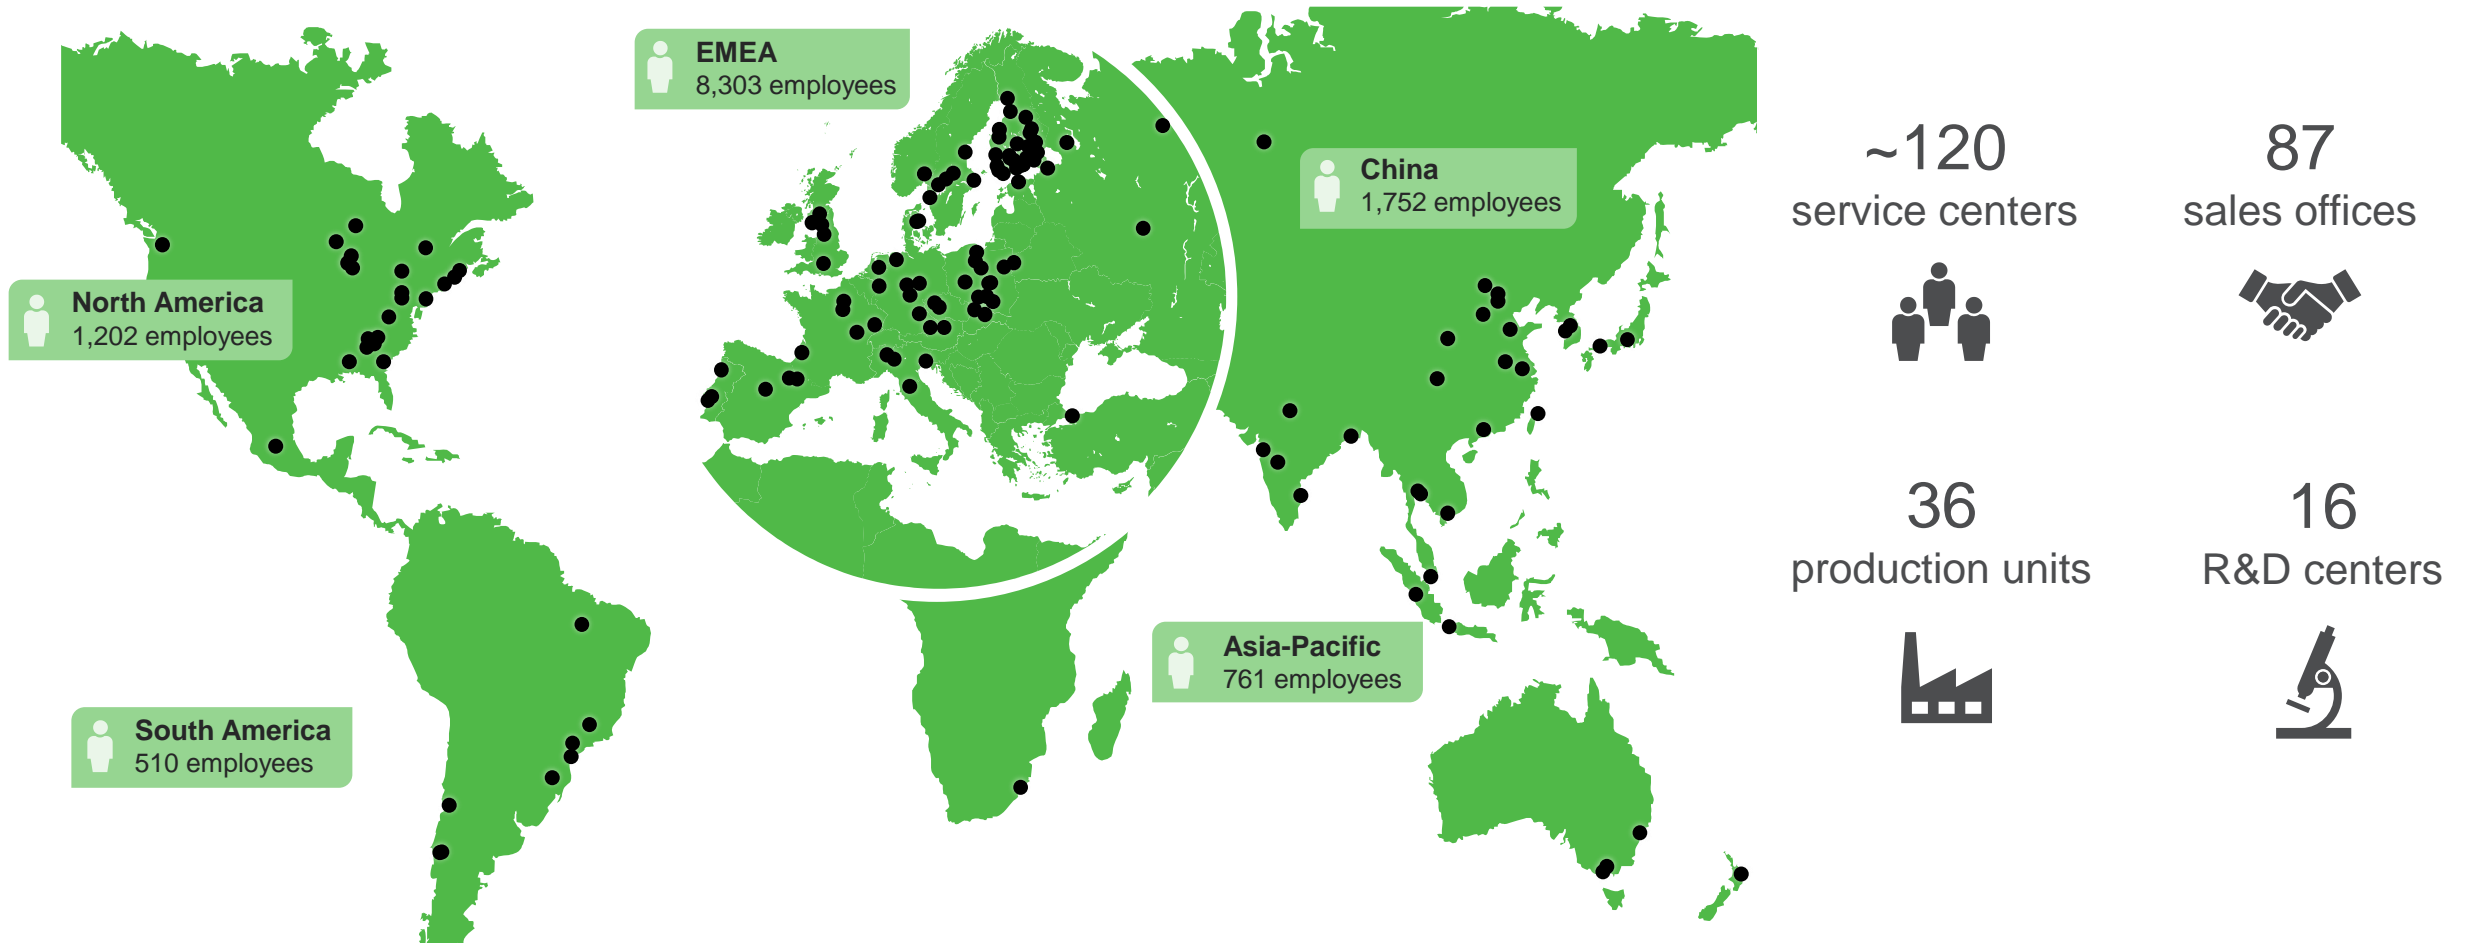 EMEA
8,303 employees
China
1,752 employees
North America
1,202 employees
Asia-Pacific
761 employees
South America
510 employees
~120
service centers
87
sales offices
36
production units
16
R&D centers